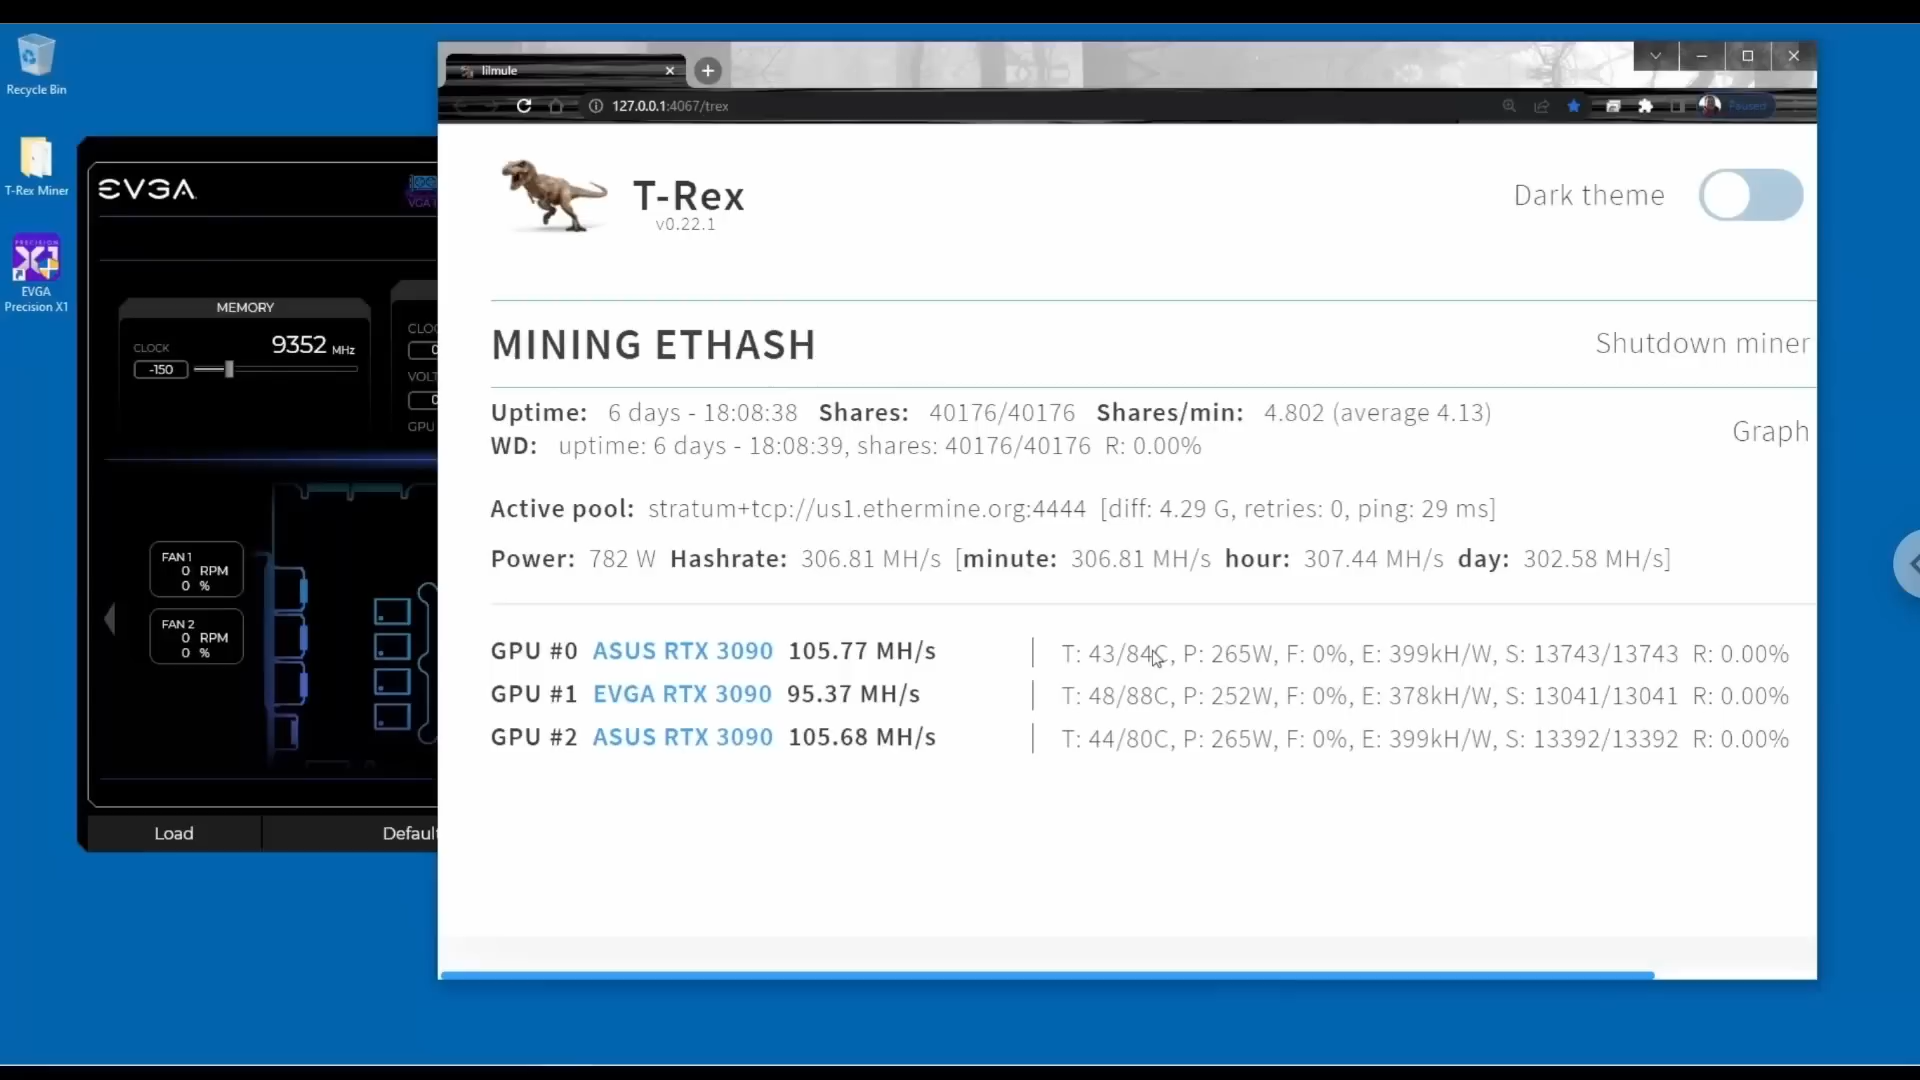 Recycle Bin
T-Rex Miner
EVGA
Precision X1
EVGA
MEMORY
CLOCK
9352 MHz
-150
FAN 1
0 RPM
0 %
FAN 2
0 RPM
0 %
Load
Default
lilmule
127.0.0.1:4067/trex
Paused
T-Rex
v0.22.1
Dark theme
MINING ETHASH
Shutdown miner
Uptime: 6 days - 18:08:38 Shares: 40176/40176 Shares/min: 4.802 (average 4.13)
WD: uptime: 6 days - 18:08:39, shares: 40176/40176 R: 0.00%
Graph
Active pool: stratum+tcp://us1.ethermine.org:4444 [diff: 4.29 G, retries: 0, ping: 29 ms]
Power: 782 W Hashrate: 306.81 MH/s [minute: 306.81 MH/s hour: 307.44 MH/s day: 302.58 MH/s]
GPU #0 ASUS RTX 3090 105.77 MH/s | T: 43/84C, P: 265W, F: 0%, E: 399kH/W, S: 13743/13743 R: 0.00%
GPU #1 EVGA RTX 3090 95.37 MH/s | T: 48/88C, P: 252W, F: 0%, E: 378kH/W, S: 13041/13041 R: 0.00%
GPU #2 ASUS RTX 3090 105.68 MH/s | T: 44/80C, P: 265W, F: 0%, E: 399kH/W, S: 13392/13392 R: 0.00%